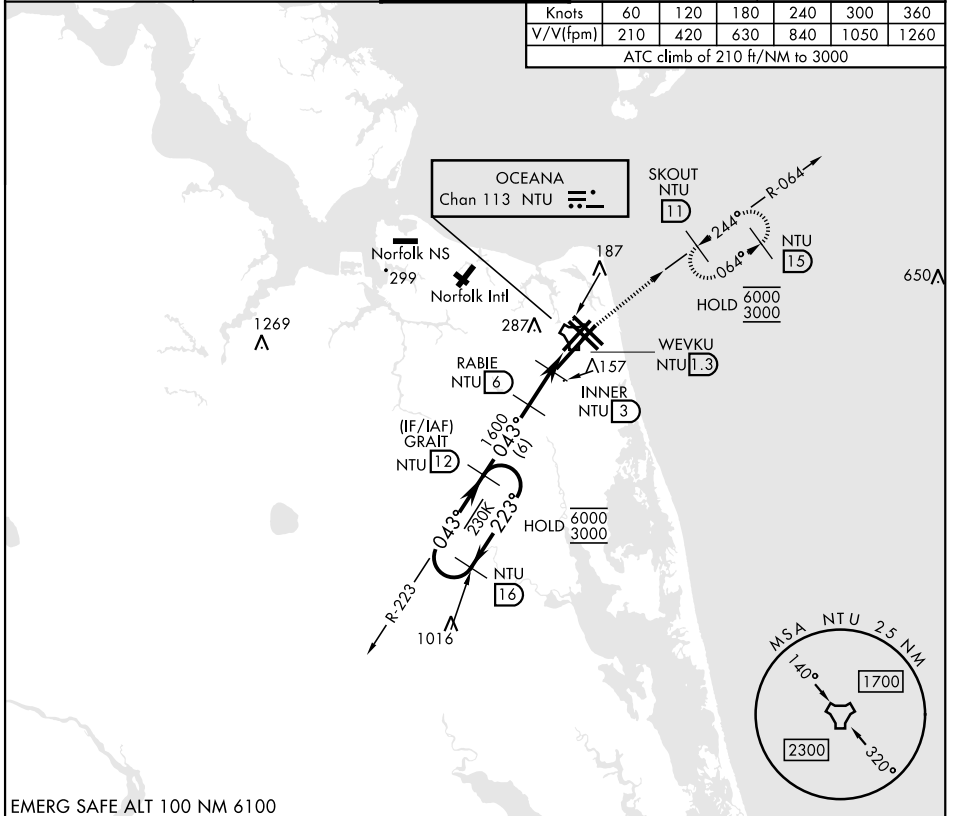 Knots 60 120 180 240 300 360
V/V(fpm) 210 420 630 840 1050 1260
ATC climb of 210 ft/NM to 3000
OCEANA
Chan 113 NTU
SKOUT
NTU
11
R-064
244°
064°
NTU
15
HOLD 6000
3000
187
650
Norfolk NS
299
Norfolk Intl
1269
287
WEVKU
NTU 1.3
157
RABIE
NTU 6
INNER
NTU 3
(IF/IAF)
GRAIT
NTU 12
1600
043°
(6)
043°
230K
223°
HOLD 6000
3000
NTU
16
R-223
1016
MSA NTU 25 NM
140°
1700
2300
320°
EMERG SAFE ALT 100 NM 6100